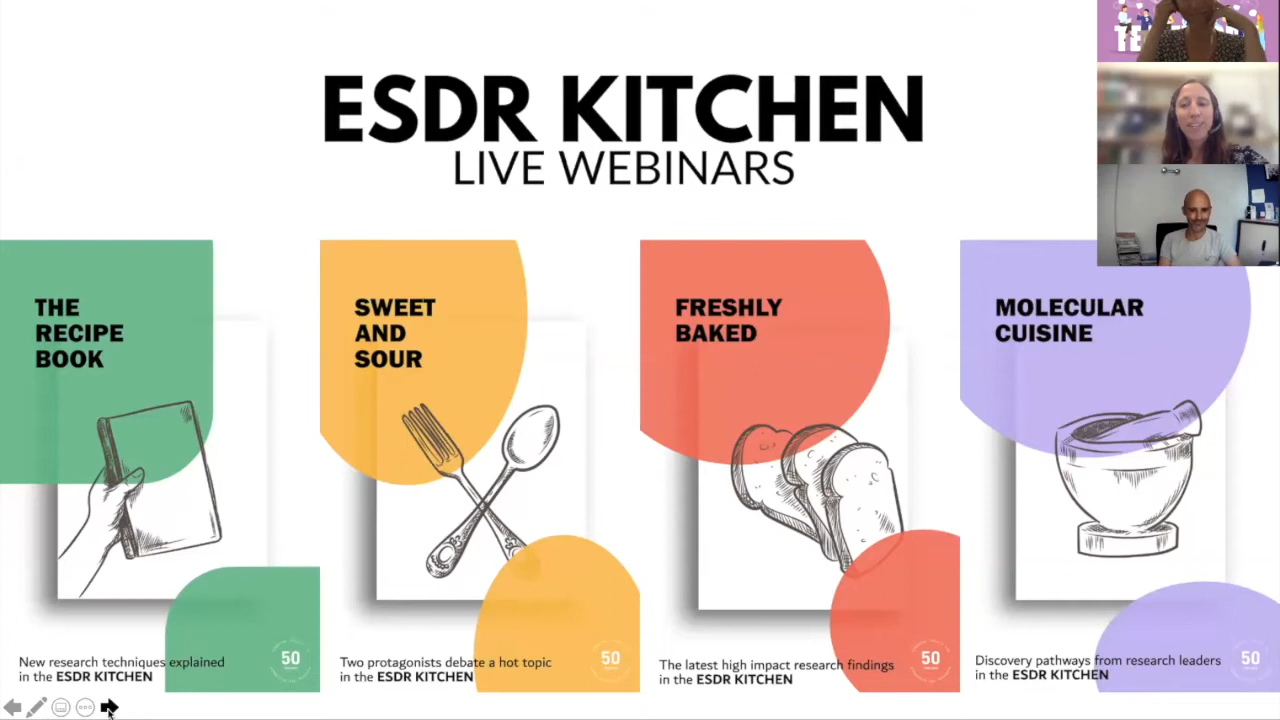 ESDR KITCHEN
LIVE WEBINARS
THE
RECIPE
BOOK
New research techniques explained
in the ESDR KITCHEN
50
SWEET
AND
SOUR
Two protagonists debate a hot topic
in the ESDR KITCHEN
50
FRESHLY
BAKED
The latest high impact research findings
in the ESDR KITCHEN
50
MOLECULAR
CUISINE
Discovery pathways from research leaders
in the ESDR KITCHEN
50